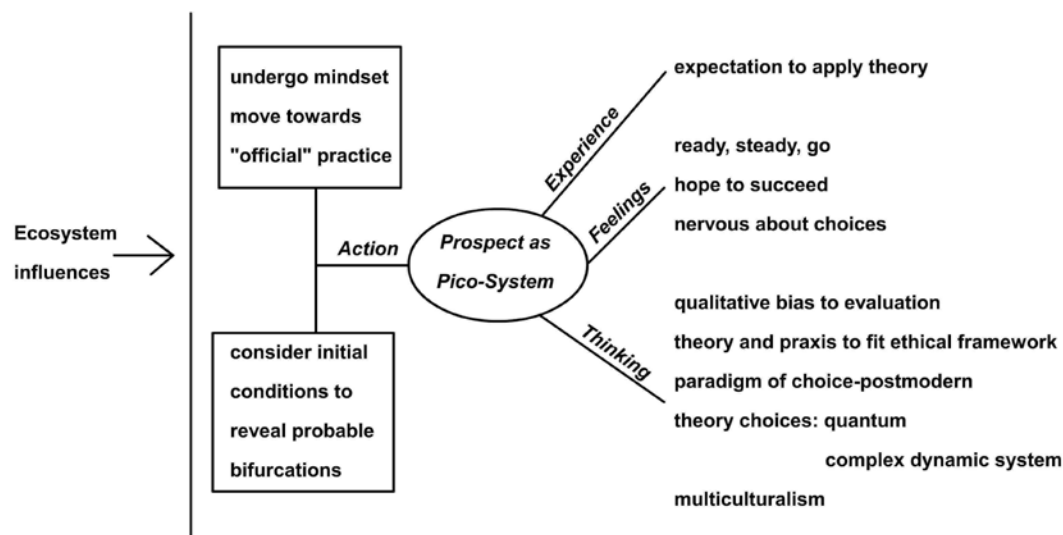 Ecosystem
influences
undergo mindset
move towards
"official" practice
Action
consider initial
conditions to
reveal probable
bifurcations
Prospect as
Pico-System
Experience
expectation to apply theory
Feelings
ready, steady, go
hope to succeed
nervous about choices
Thinking
qualitative bias to evaluation
theory and praxis to fit ethical framework
paradigm of choice-postmodern
theory choices: quantum
complex dynamic system
multiculturalism